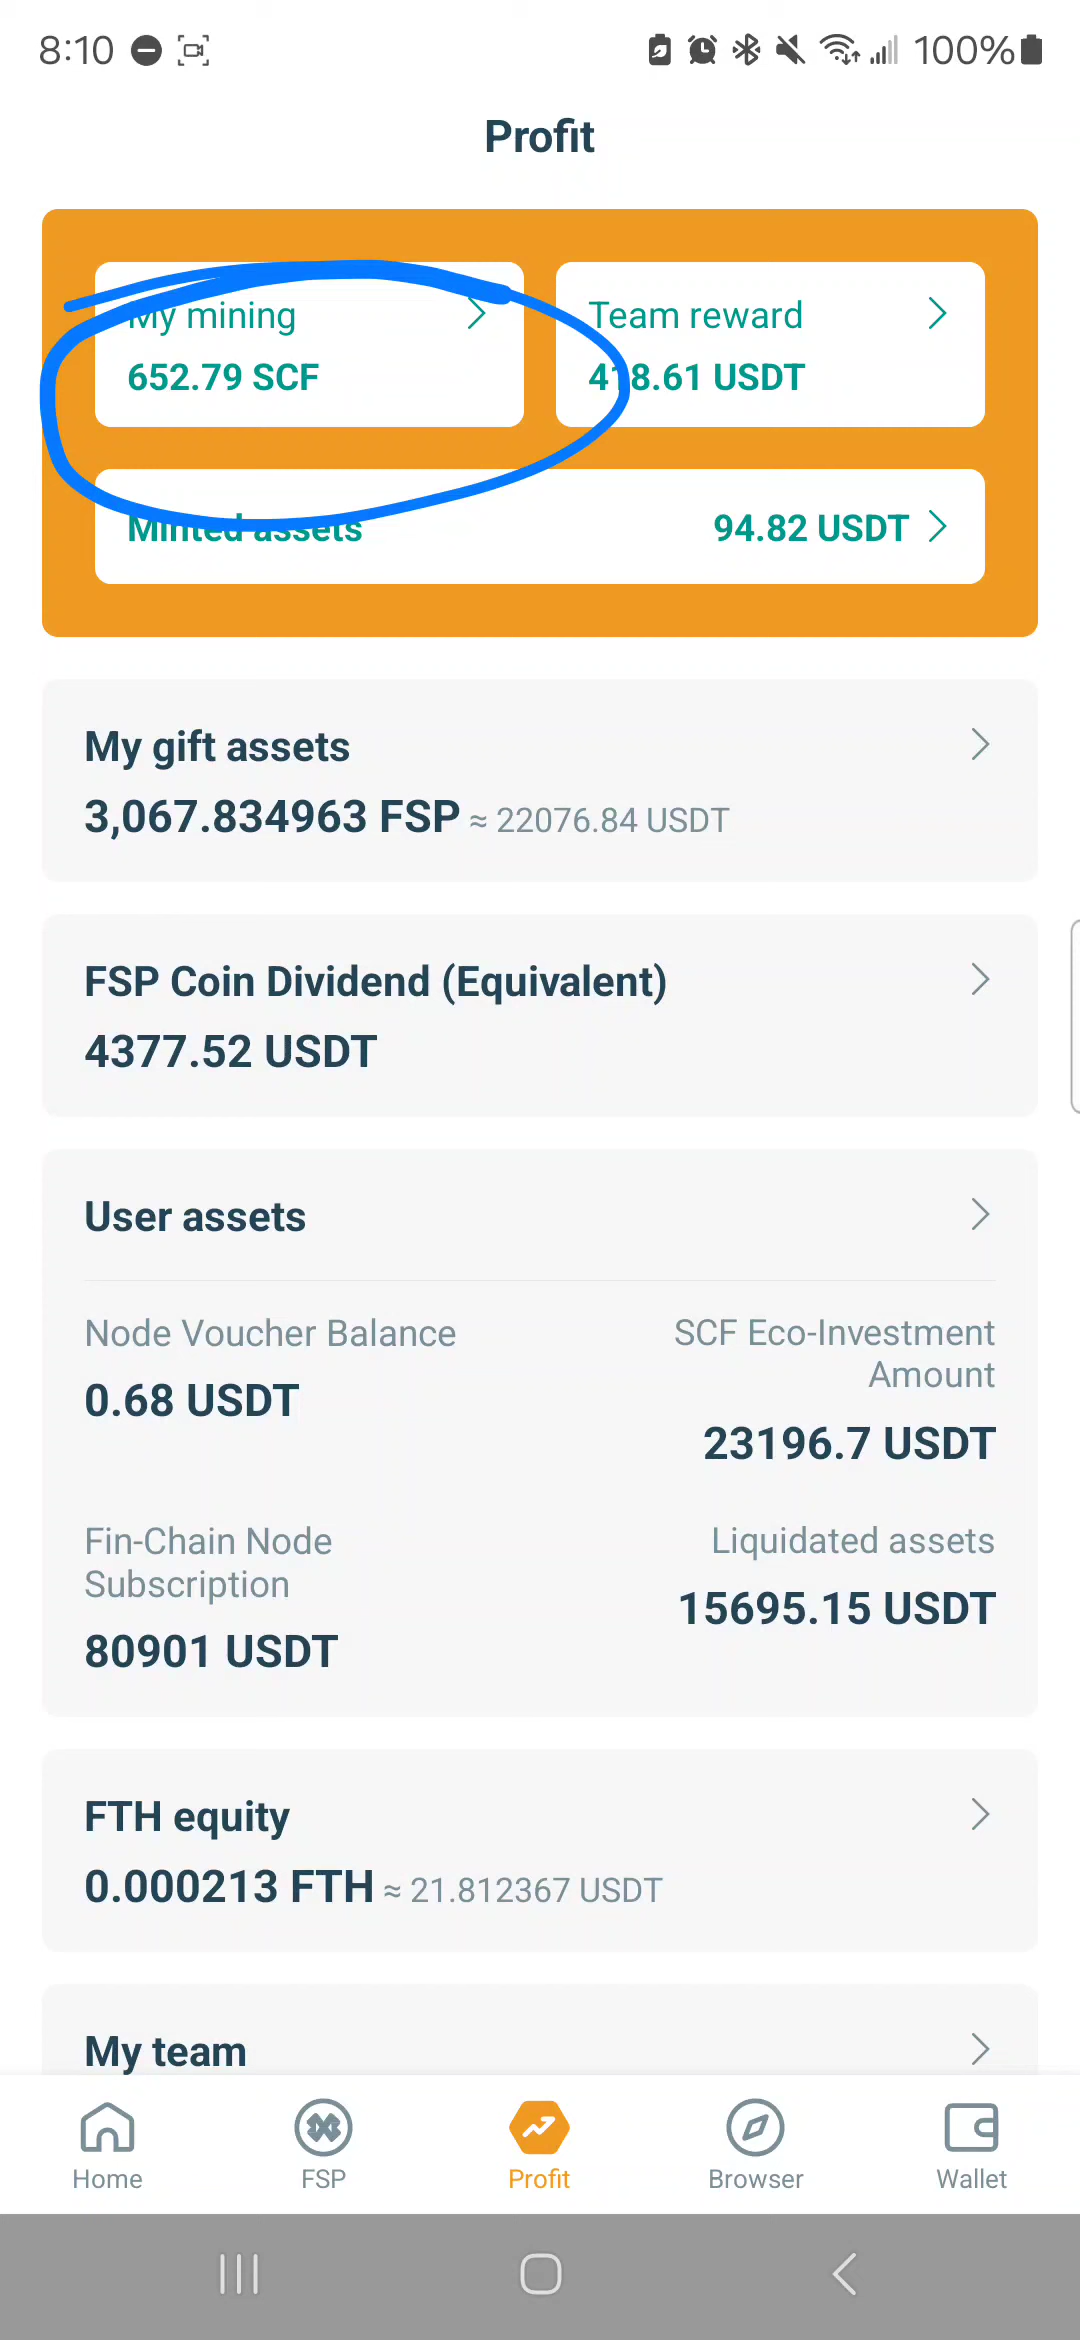 8:10 100%
Profit
My mining
652.79 SCF
Team reward
418.61 USDT
Minted assets 94.82 USDT
My gift assets
3,067.834963 FSP ≈ 22076.84 USDT
FSP Coin Dividend (Equivalent)
4377.52 USDT
User assets
Node Voucher Balance
0.68 USDT
SCF Eco-Investment
Amount
23196.7 USDT
Fin-Chain Node
Subscription
80901 USDT
Liquidated assets
15695.15 USDT
FTH equity
0.000213 FTH ≈ 21.812367 USDT
My team
Home FSP Profit Browser Wallet